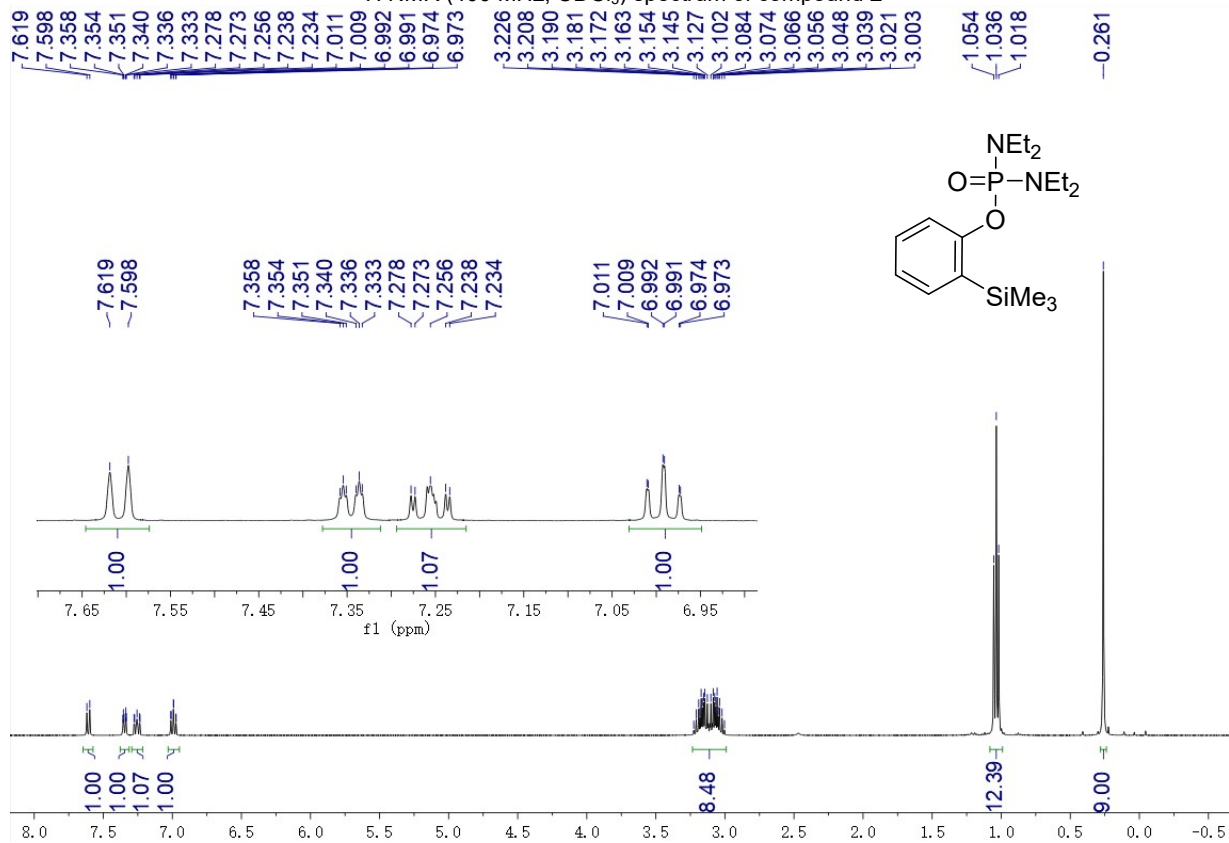 7.619 7.598 7.358 7.354 7.351 7.340 7.336 7.333 7.278 7.273 7.256 7.238 7.234 7.011 7.009 6.992 6.991 6.974 6.973 3.226 3.208 3.190 3.181 3.172 3.163 3.154 3.145 3.127 3.102 3.084 3.074 3.066 3.056 3.048 3.039 3.021 3.003 1.054 1.036 1.018 0.261
NEt2
O=P–NEt2
O
SiMe3
7.619 7.598 7.358 7.354 7.351 7.340 7.336 7.333 7.278 7.273 7.256 7.238 7.234 7.011 7.009 6.992 6.991 6.974 6.973
1.00 1.00 1.07 1.00
7.65 7.55 7.45 7.35 7.25 7.15 7.05 6.95
f1 (ppm)
1.00 1.00 1.07 1.00 8.48 12.39 9.00
8.0 7.5 7.0 6.5 6.0 5.5 5.0 4.5 4.0 3.5 3.0 2.5 2.0 1.5 1.0 0.5 0.0 -0.5